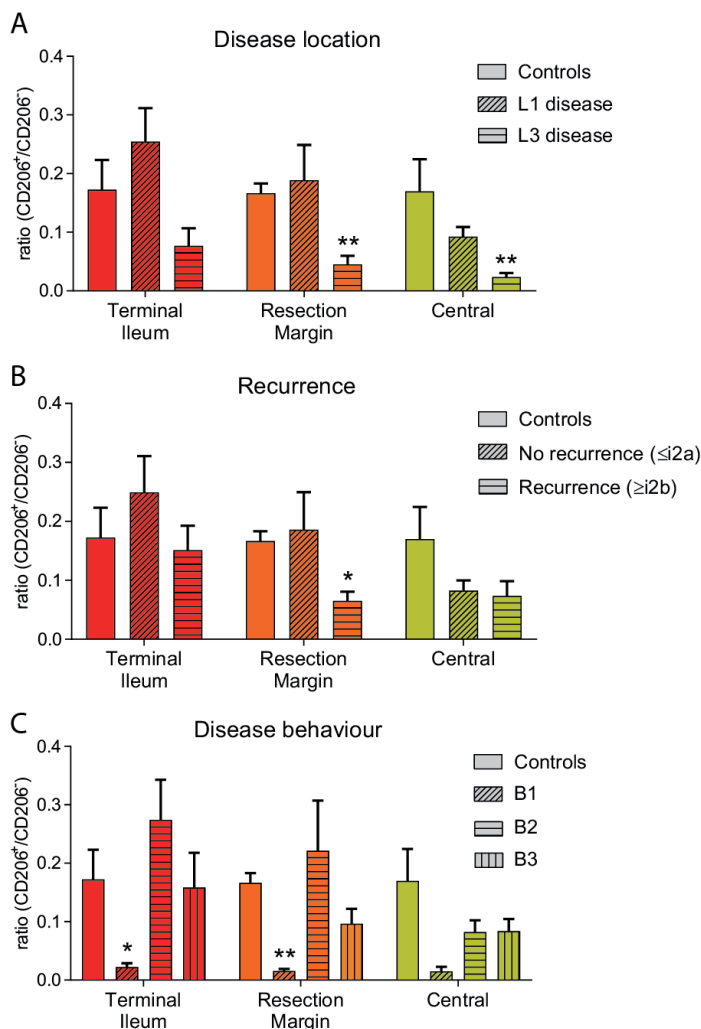 A
Disease location
ratio (CD206+/CD206-)
0.4
0.3
0.2
0.1
0.0
Controls
L1 disease
L3 disease
**
**
Terminal
Ileum
Resection
Margin
Central
B
Recurrence
ratio (CD206+/CD206-)
0.4
0.3
0.2
0.1
0.0
Controls
No recurrence (≤i2a)
Recurrence (≥i2b)
*
Terminal
Ileum
Resection
Margin
Central
C
Disease behaviour
ratio (CD206+/CD206-)
0.4
0.3
0.2
0.1
0.0
Controls
B1
B2
B3
*
**
Terminal
Ileum
Resection
Margin
Central